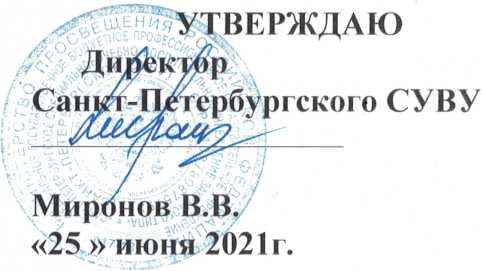 УТВЕРЖДАЮ
Директор
Санкт-Петербургского СУВУ
Миронов В.В.
«25 » июня 2021г.